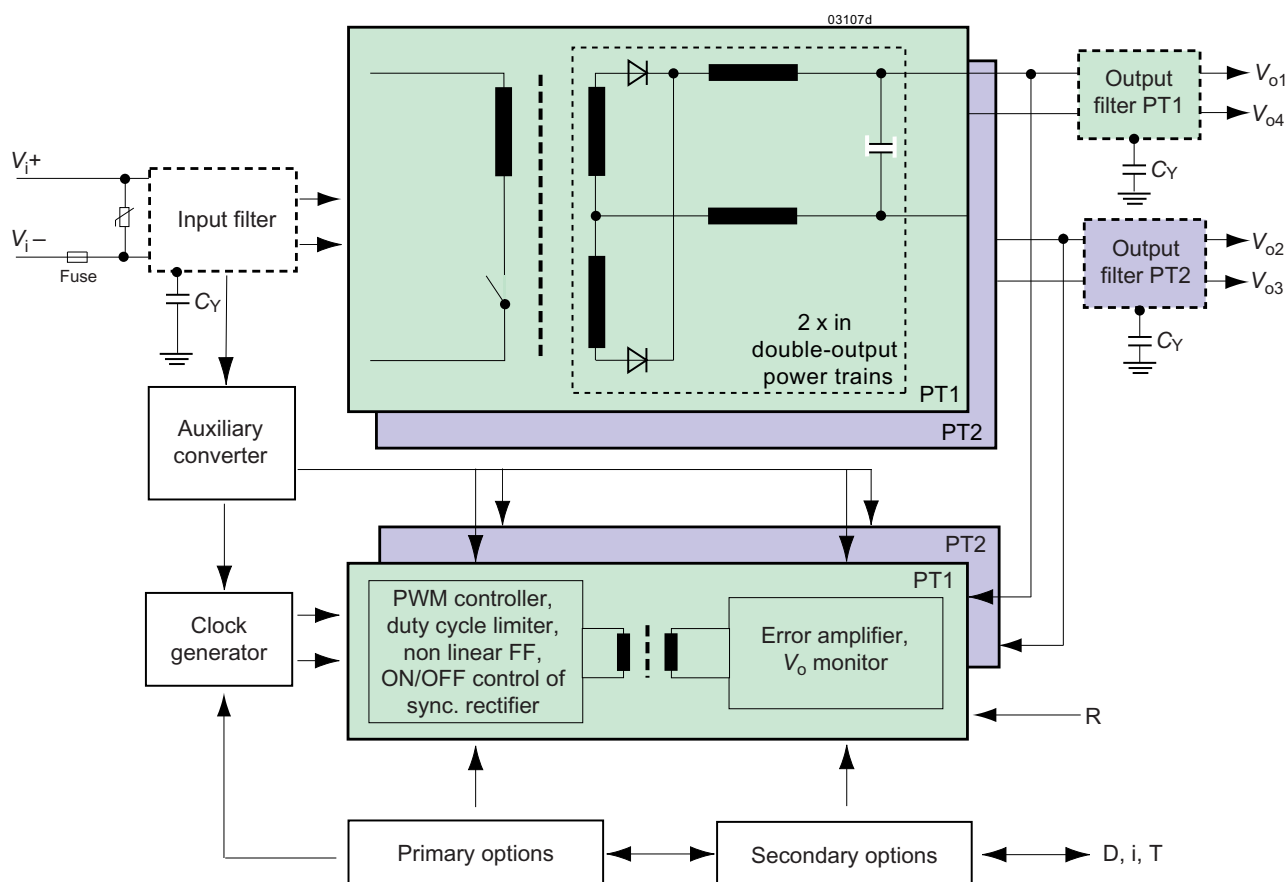 03107d
Output
filter PT1
Vo1
Vo4
CY
Vi+
Vi−
Fuse
Input filter
CY
Output
filter PT2
Vo2
Vo3
CY
2 x in
double-output
power trains
PT1
PT2
Auxiliary
converter
PT2
PT1
Clock
generator
PWM controller,
duty cycle limiter,
non linear FF,
ON/OFF control of
sync. rectifier
Error amplifier,
Vo monitor
R
Primary options
Secondary options
D, i, T